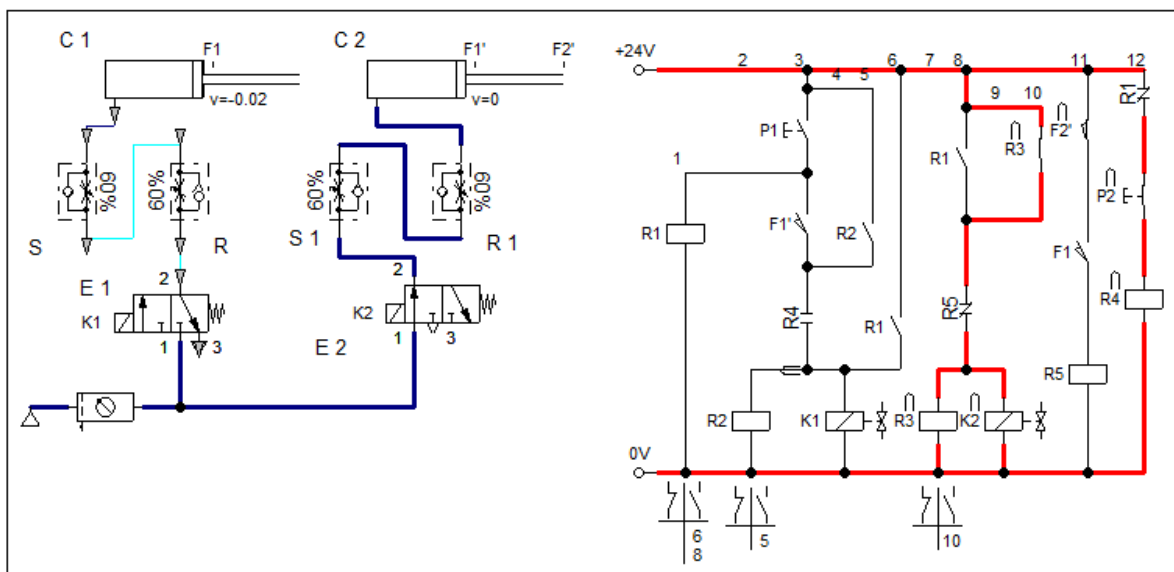 C 1
F1
C 2
F1'
F2'
v=-0.02
v=0
60%
60%
60%
60%
S
R
S 1
R 1
E 1
2
K1
1
3
2
K2
1
3
E 2
+24V
2
3
4
5
6
7
8
9
10
11
12
P1
R1
R3
F2'
R1
1
R1
F1'
R2
P2
F1
R4
R4
R1
R5
R5
R2
K1
R3
K2
0V
6
8
5
10